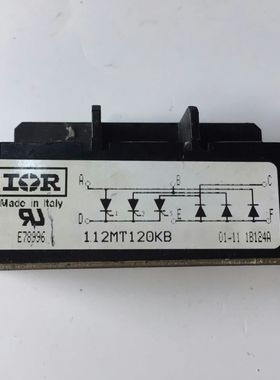 IOR
Made in Italy
E78996
A B C
D E F
112MT120KB
01-11 1B124A